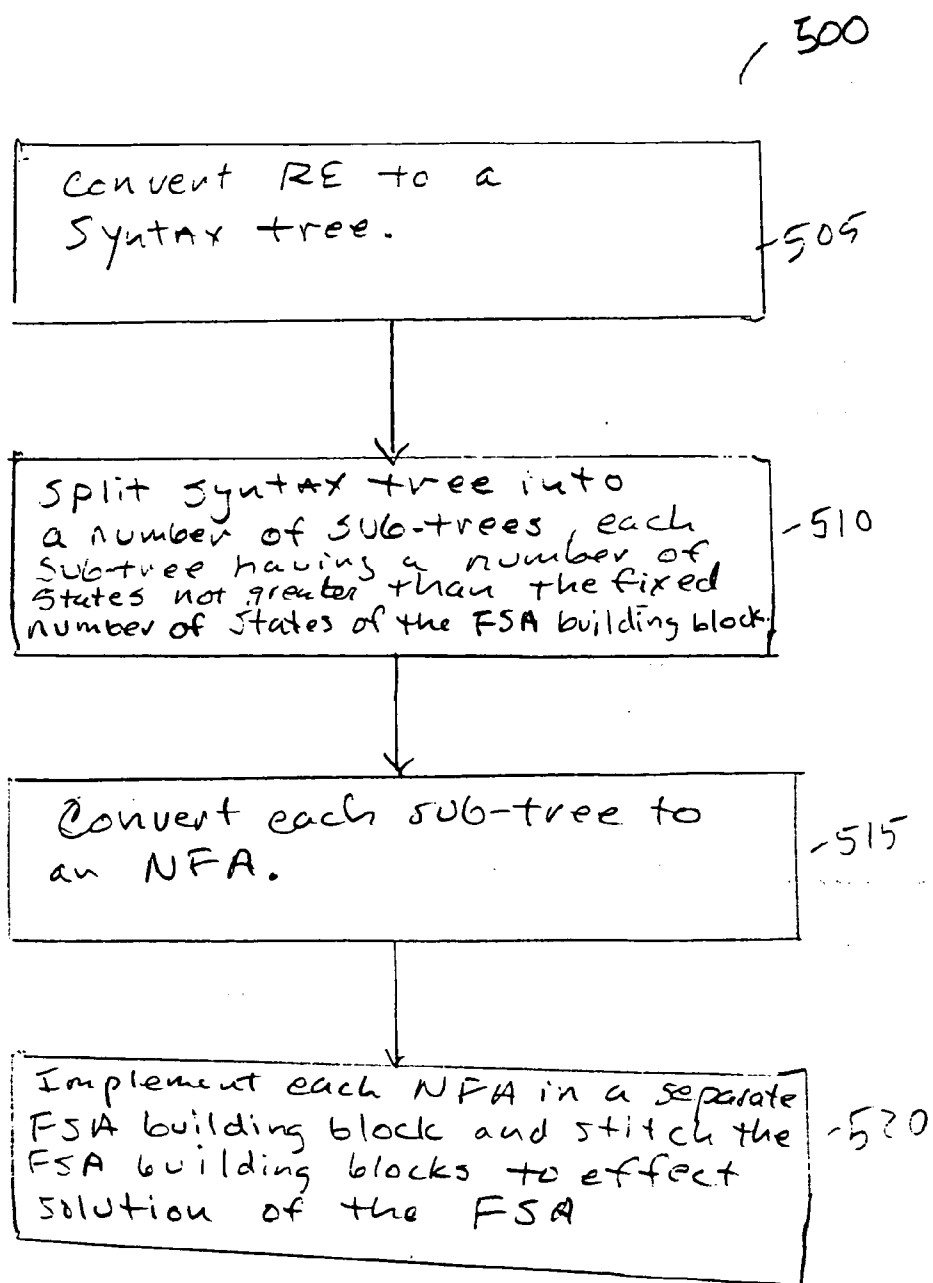 500
Convert RE to a
Syntax tree.
505
Split syntax tree into
a number of sub-trees, each
sub-tree having a number of
states not greater than the fixed
number of states of the FSA building block.
510
Convert each sub-tree to
an NFA.
515
Implement each NFA in a separate
FSA building block and stitch the
FSA building blocks to effect
solution of the FSA
520